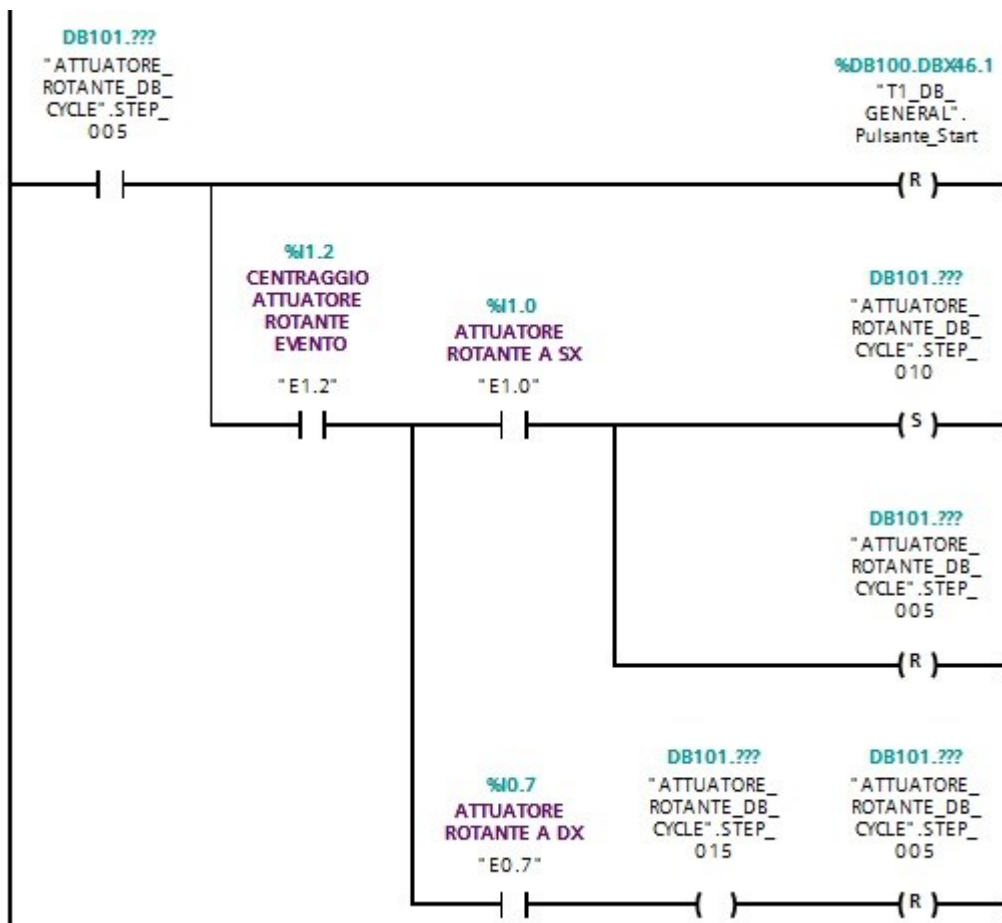 DB101.???
"ATTUATORE_
ROTANTE_DB_
CYCLE".STEP_
005
%DB100.DBX46.1
"T1_DB_
GENERAL".
Pulsante_Start
R
%I1.2
CENTRAGGIO
ATTUATORE
ROTANTE
EVENTO
"E1.2"
%I1.0
ATTUATORE
ROTANTE A SX
"E1.0"
DB101.???
"ATTUATORE_
ROTANTE_DB_
CYCLE".STEP_
010
S
DB101.???
"ATTUATORE_
ROTANTE_DB_
CYCLE".STEP_
005
R
%I0.7
ATTUATORE
ROTANTE A DX
"E0.7"
DB101.???
"ATTUATORE_
ROTANTE_DB_
CYCLE".STEP_
015
DB101.???
"ATTUATORE_
ROTANTE_DB_
CYCLE".STEP_
005
R